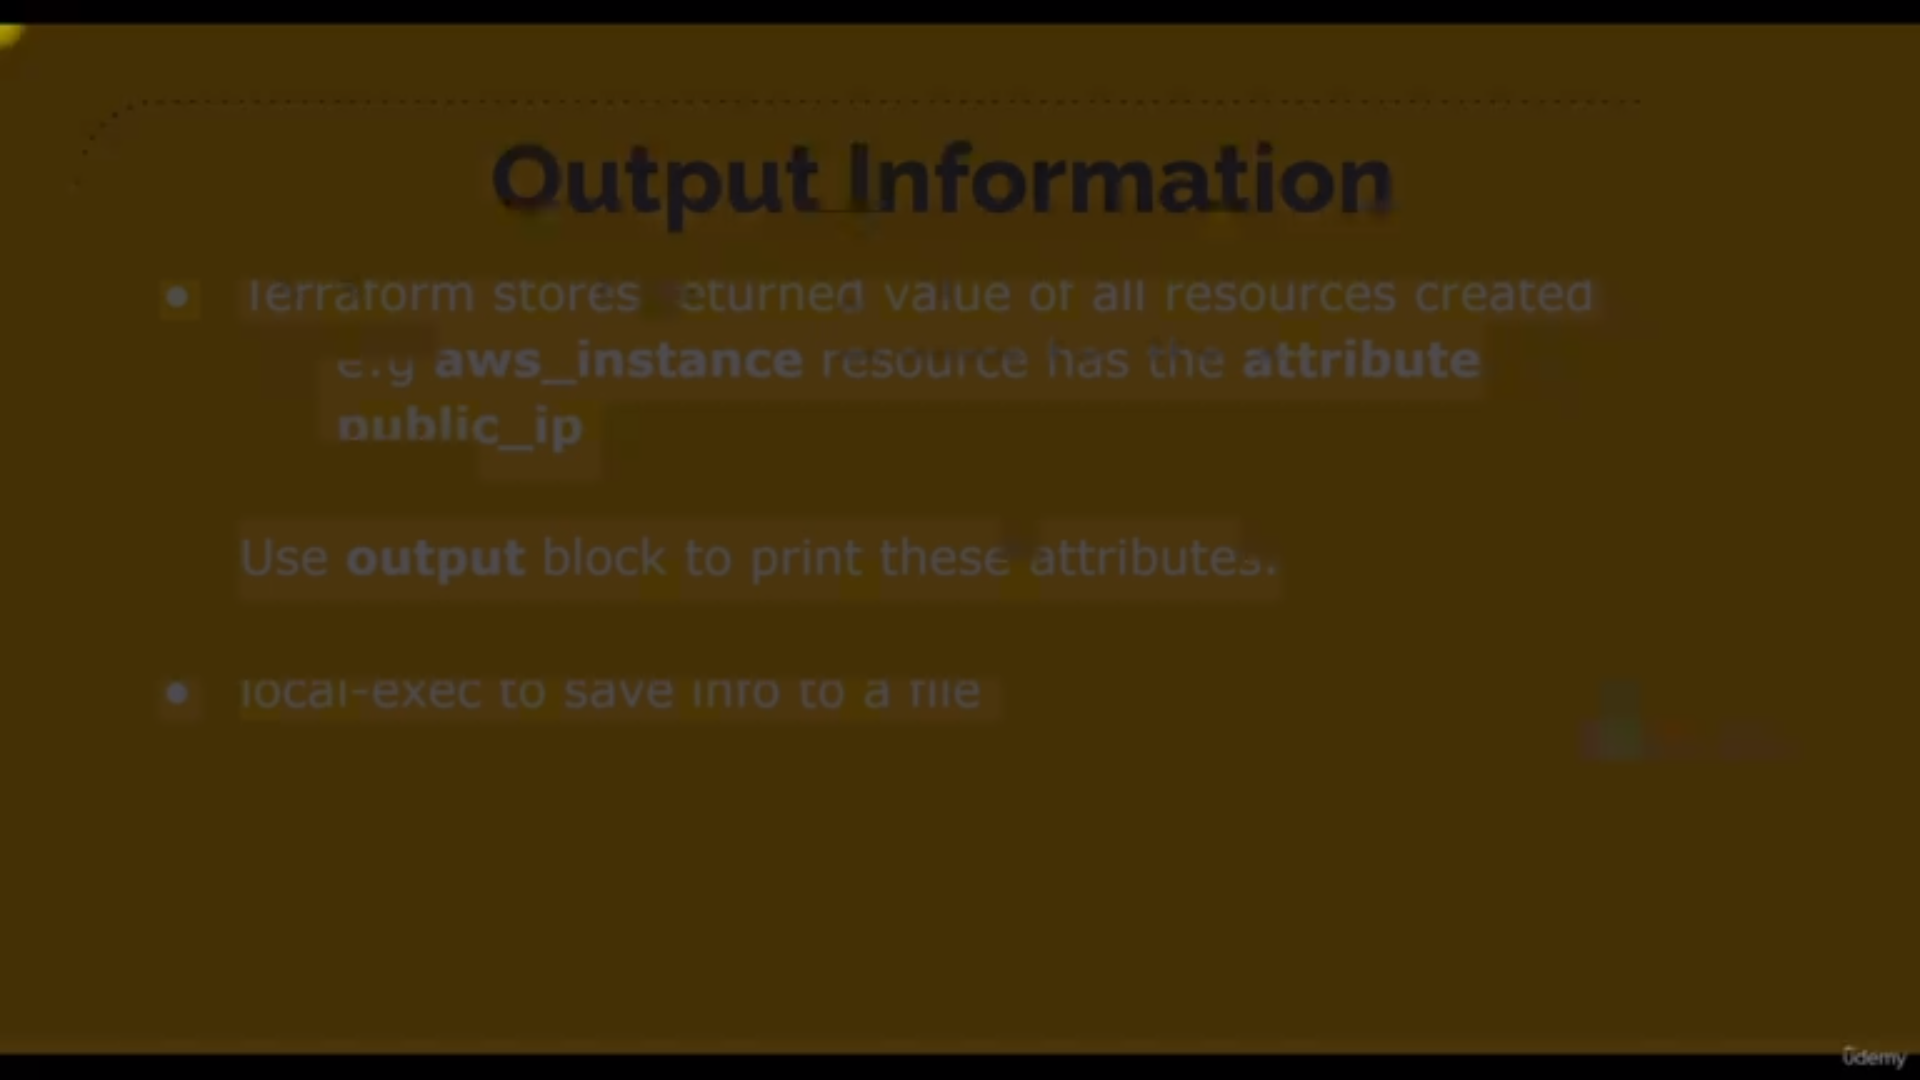 Output Information
• Terraform stores returned value of all resources created
e.g aws_instance resource has the attribute
public_ip
Use output block to print these attributes.
• local-exec to save info to a file
ûdemy